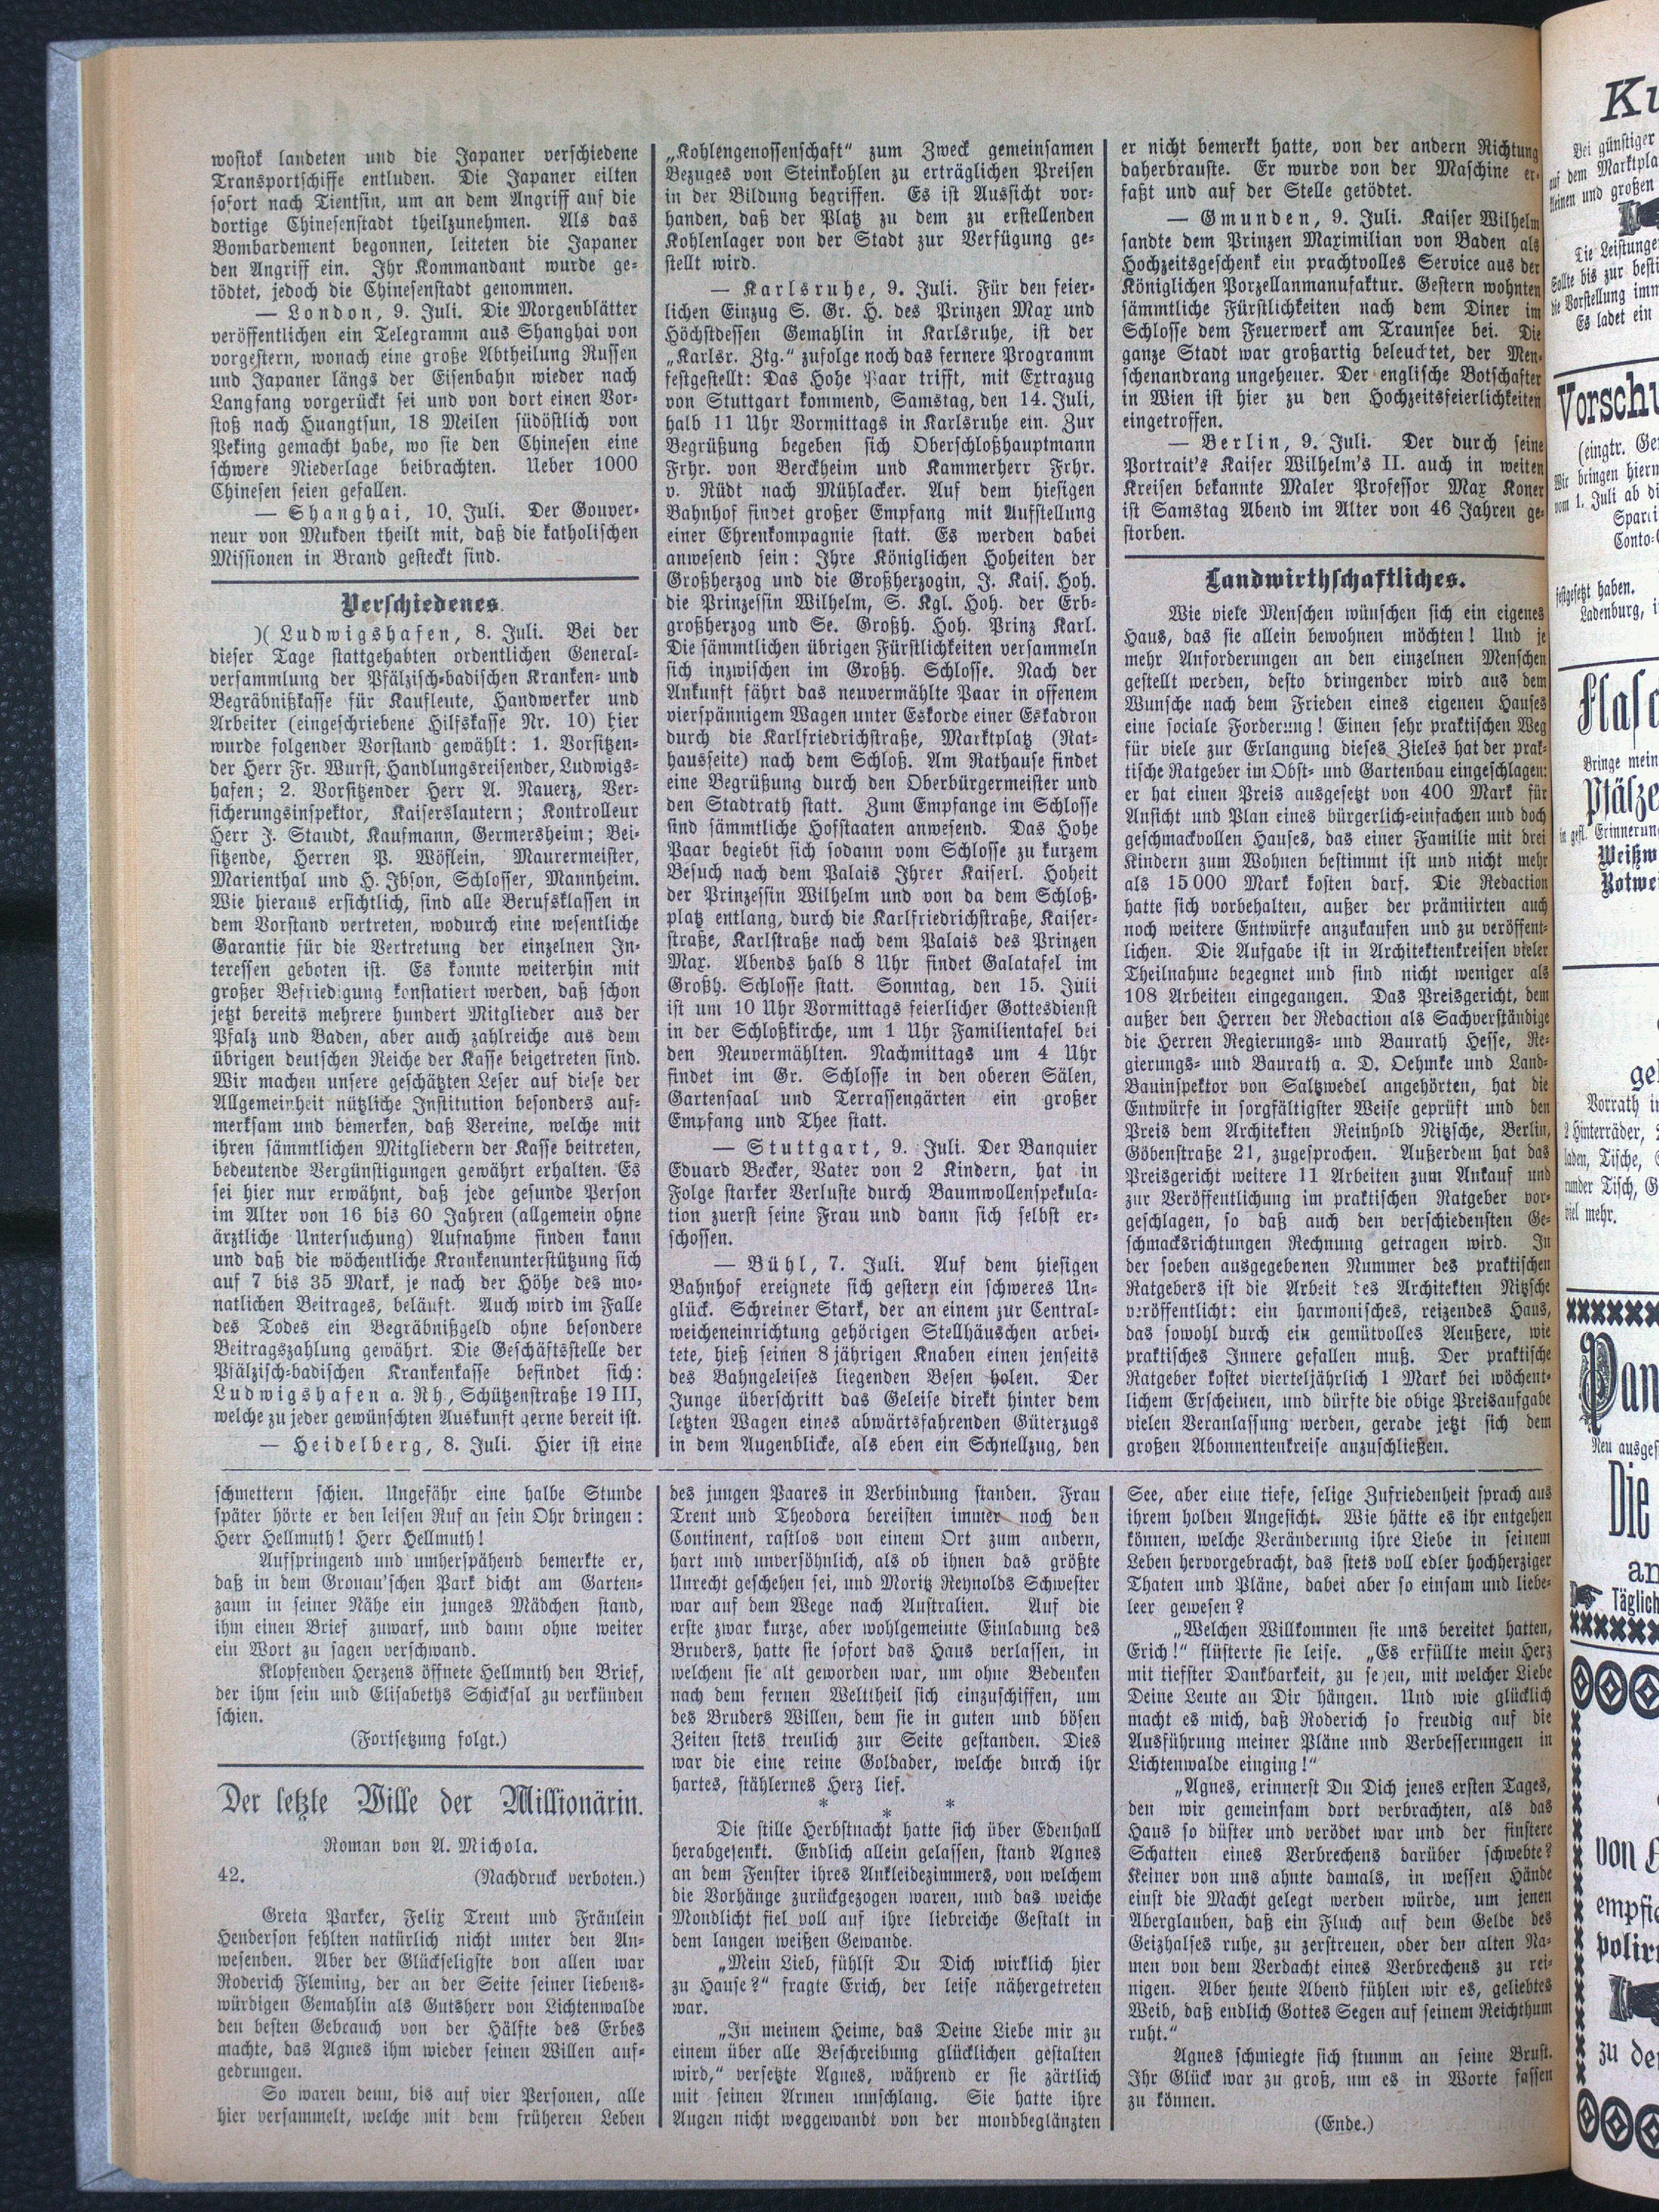 wostok landeten und die Japaner verschiedene
Transportschiffe entluden. Die Japaner eilten
sofort nach Tientsin, um an dem Angriff auf die
dortige Chinesenstadt theilzunehmen. Als das
Bombardement begonnen, leiteten die Japaner
den Angriff ein. Ihr Kommandant wurde ge-
tödtet, jedoch die Chinesenstadt genommen.
— London, 9. Juli. Die Morgenblätter
veröffentlichen ein Telegramm aus Shanghai von
vorgestern, wonach eine große Abtheilung Russen
und Japaner längs der Eisenbahn wieder nach
Langfang vorgerückt sei und von dort einen Vor-
stoß nach Huangtsun, 18 Meilen südöstlich von
Peking gemacht habe, wo sie den Chinesen eine
schwere Niederlage beibrachten. Ueber 1000
Chinesen seien gefallen.
— Shanghai, 10. Juli. Der Gouver-
neur von Mukden theilt mit, daß die katholischen
Missionen in Brand gesteckt sind.
Verschiedenes.
)( Ludwigshafen, 8. Juli. Bei der
dieser Tage stattgehabten ordentlichen General-
versammlung der Pfälzisch-badischen Kranken- und
Begräbnißkasse für Kaufleute, Handwerker und
Arbeiter (eingeschriebene Hilfskasse Nr. 10) hier
wurde folgender Vorstand gewählt: 1. Vorsitzen-
der Herr Fr. Wurst, Handlungsreisender, Ludwigs-
hafen; 2. Vorsitzender Herr A. Nauerz, Ver-
sicherungsinspektor, Kaiserslautern; Kontrolleur
Herr J. Staudt, Kaufmann, Germersheim; Bei-
sitzende, Herren P. Wöflein, Maurermeister,
Marienthal und H. Ibson, Schlosser, Mannheim.
Wie hieraus ersichtlich, sind alle Berufsklassen in
dem Vorstand vertreten, wodurch eine wesentliche
Garantie für die Vertretung der einzelnen In-
teressen geboten ist. Es konnte weiterhin mit
großer Befriedigung konstatiert werden, daß schon
jetzt bereits mehrere hundert Mitglieder aus der
Pfalz und Baden, aber auch zahlreiche aus dem
übrigen deutschen Reiche der Kasse beigetreten sind.
Wir machen unsere geschätzten Leser auf diese der
Allgemeinheit nützliche Institution besonders auf-
merksam und bemerken, daß Vereine, welche mit
ihren sämmtlichen Mitgliedern der Kasse beitreten,
bedeutende Vergünstigungen gewährt erhalten. Es
sei hier nur erwähnt, daß jede gesunde Person
im Alter von 16 bis 60 Jahren (allgemein ohne
ärztliche Untersuchung) Aufnahme finden kann
und daß die wöchentliche Krankenunterstützung sich
auf 7 bis 35 Mark, je nach der Höhe des mo-
natlichen Beitrages, beläuft. Auch wird im Falle
des Todes ein Begräbnißgeld ohne besondere
Beitragszahlung gewährt. Die Geschäftsstelle der
Pfälzisch-badischen Krankenkasse befindet sich:
Ludwigshafen a. Rh., Schützenstraße 19 III,
welche zu jeder gewünschten Auskunft gerne bereit ist.
— Heidelberg, 8. Juli. Hier ist eine
„Kohlengenossenschaft“ zum Zweck gemeinsamen
Bezuges von Steinkohlen zu erträglichen Preisen
in der Bildung begriffen. Es ist Aussicht vor-
handen, daß der Platz zu dem zu erstellenden
Kohlenlager von der Stadt zur Verfügung ge-
stellt wird.
— Karlsruhe, 9. Juli. Für den feier-
lichen Einzug S. Gr. H. des Prinzen Max und
Höchstdessen Gemahlin in Karlsruhe, ist der
„Karlsr. Ztg.“ zufolge noch das fernere Programm
festgestellt: Das Hohe Paar trifft, mit Extrazug
von Stuttgart kommend, Samstag, den 14. Juli,
halb 11 Uhr Vormittags in Karlsruhe ein. Zur
Begrüßung begeben sich Oberschloßhauptmann
Frhr. von Berckheim und Kammerherr Frhr.
v. Rüdt nach Mühlacker. Auf dem hiesigen
Bahnhof findet großer Empfang mit Aufstellung
einer Ehrenkompagnie statt. Es werden dabei
anwesend sein: Ihre Königlichen Hoheiten der
Großherzog und die Großherzogin, J. Kais. Hoh.
die Prinzessin Wilhelm, S. Kgl. Hoh. der Erb-
großherzog und Se. Großh. Hoh. Prinz Karl.
Die sämmtlichen übrigen Fürstlichkeiten versammeln
sich inzwischen im Großh. Schlosse. Nach der
Ankunft fährt das neuvermählte Paar in offenem
vierspännigem Wagen unter Eskorde einer Eskadron
durch die Karlfriedrichstraße, Marktplatz (Rat-
hausseite) nach dem Schloß. Am Rathause findet
eine Begrüßung durch den Oberbürgermeister und
den Stadtrath statt. Zum Empfange im Schlosse
sind sämmtliche Hofstaaten anwesend. Das Hohe
Paar begiebt sich sodann vom Schlosse zu kurzem
Besuch nach dem Palais Ihrer Kaiserl. Hoheit
der Prinzessin Wilhelm und von da dem Schloß-
platz entlang, durch die Karlfriedrichstraße, Kaiser-
straße, Karlstraße nach dem Palais des Prinzen
Max. Abends halb 8 Uhr findet Galatafel im
Großh. Schlosse statt. Sonntag, den 15. Juli
ist um 10 Uhr Vormittags feierlicher Gottesdienst
in der Schloßkirche, um 1 Uhr Familientafel bei
den Neuvermählten. Nachmittags um 4 Uhr
findet im Gr. Schlosse in den oberen Sälen,
Gartensaal und Terrassengärten ein großer
Empfang und Thee statt.
— Stuttgart, 9. Juli. Der Banquier
Eduard Becker, Vater von 2 Kindern, hat in
Folge starker Verluste durch Baumwollenspekula-
tion zuerst seine Frau und dann sich selbst er-
schossen.
— Bühl, 7. Juli. Auf dem hiesigen
Bahnhof ereignete sich gestern ein schweres Un-
glück. Schreiner Stark, der an einem zur Central-
weicheneinrichtung gehörigen Stellhäuschen arbei-
tete, hieß seinen 8jährigen Knaben einen jenseits
des Bahngeleises liegenden Besen holen. Der
Junge überschritt das Geleise direkt hinter dem
letzten Wagen eines abwärtsfahrenden Güterzugs
in dem Augenblicke, als eben ein Schnellzug, den
er nicht bemerkt hatte, von der andern Richtung
daherbrauste. Er wurde von der Maschine er-
faßt und auf der Stelle getödtet.
— Gmunden, 9. Juli. Kaiser Wilhelm
sandte dem Prinzen Maximilian von Baden als
Hochzeitsgeschenk ein prachtvolles Service aus der
Königlichen Porzellanmanufaktur. Gestern wohnten
sämmtliche Fürstlichkeiten nach dem Diner im
Schlosse dem Feuerwerk am Traunsee bei. Die
ganze Stadt war großartig beleuchtet, der Men-
schenandrang ungeheuer. Der englische Botschafter
in Wien ist hier zu den Hochzeitsfeierlichkeiten
eingetroffen.
— Berlin, 9. Juli. Der durch seine
Portrait's Kaiser Wilhelm's II. auch in weiten
Kreisen bekannte Maler Professor Max Koner
ist Samstag Abend im Alter von 46 Jahren ge-
storben.
Landwirthschaftliches.
Wie viele Menschen wünschen sich ein eigenes
Haus, das sie allein bewohnen möchten! Und je
mehr Anforderungen an den einzelnen Menschen
gestellt werden, desto dringender wird aus dem
Wunsche nach dem Frieden eines eigenen Hauses
eine sociale Forderung! Einen sehr praktischen Weg
für viele zur Erlangung dieses Zieles hat der prak-
tische Ratgeber im Obst- und Gartenbau eingeschlagen:
er hat einen Preis ausgesetzt von 400 Mark für
Ansicht und Plan eines bürgerlich-einfachen und doch
geschmackvollen Hauses, das einer Familie mit drei
Kindern zum Wohnen bestimmt ist und nicht mehr
als 15000 Mark kosten darf. Die Redaction
hatte sich vorbehalten, außer der prämiirten auch
noch weitere Entwürfe anzukaufen und zu veröffent-
lichen. Die Aufgabe ist in Architektenkreisen vieler
Theilnahme begegnet und sind nicht weniger als
108 Arbeiten eingegangen. Das Preisgericht, dem
außer den Herren der Redaction als Sachverständige
die Herren Regierungs- und Baurath Hesse, Re-
gierungs- und Baurath a. D. Oehmke und Land-
Bauinspektor von Saltzwedel angehörten, hat die
Entwürfe in sorgfältigster Weise geprüft und den
Preis dem Architekten Reinhold Nitzsche, Berlin,
Göbenstraße 21, zugesprochen. Außerdem hat das
Preisgericht weitere 11 Arbeiten zum Ankauf und
zur Veröffentlichung im praktischen Ratgeber vor-
geschlagen, so daß auch den verschiedensten Ge-
schmacksrichtungen Rechnung getragen wird. In
der soeben ausgegebenen Nummer des praktischen
Ratgebers ist die Arbeit des Architekten Nitzsche
veröffentlicht: ein harmonisches, reizendes Haus,
das sowohl durch ein gemütvolles Aeußere, wie
praktisches Innere gefallen muß. Der praktische
Ratgeber kostet vierteljährlich 1 Mark bei wöchent-
lichem Erscheinen, und dürfte die obige Preisaufgabe
vielen Veranlassung werden, gerade jetzt sich dem
großen Abonnentenkreise anzuschließen.
schmettern schien. Ungefähr eine halbe Stunde
später hörte er den leisen Ruf an sein Ohr dringen:
Herr Hellmuth! Herr Hellmuth!
Aufspringend und umherspähend bemerkte er,
daß in dem Gronau'schen Park dicht am Garten-
zaun in seiner Nähe ein junges Mädchen stand,
ihm einen Brief zuwarf, und dann ohne weiter
ein Wort zu sagen verschwand.
Klopfenden Herzens öffnete Hellmuth den Brief,
der ihm sein und Elisabeths Schicksal zu verkünden
schien.
(Fortsetzung folgt.)
Der letzte Wille der Millionärin.
Roman von A. Michola.
42. (Nachdruck verboten.)
Greta Parker, Felix Trent und Fräulein
Henderson fehlten natürlich nicht unter den An-
wesenden. Aber der Glückseligste von allen war
Roderich Fleming, der an der Seite seiner liebens-
würdigen Gemahlin als Gutsherr von Lichtenwalde
den besten Gebrauch von der Hälfte des Erbes
machte, das Agnes ihm wieder seinen Willen auf-
gedrungen.
So waren denn, bis auf vier Personen, alle
hier versammelt, welche mit dem früheren Leben
des jungen Paares in Verbindung standen. Frau
Trent und Theodora bereisten immer noch den
Continent, rastlos von einem Ort zum andern,
hart und unversöhnlich, als ob ihnen das größte
Unrecht geschehen sei, und Moritz Reynolds Schwester
war auf dem Wege nach Australien. Auf die
erste zwar kurze, aber wohlgemeinte Einladung des
Bruders, hatte sie sofort das Haus verlassen, in
welchem sie alt geworden war, um ohne Bedenken
nach dem fernen Welttheil sich einzuschiffen, um
des Bruders Willen, dem sie in guten und bösen
Zeiten stets treulich zur Seite gestanden. Dies
war die eine reine Goldader, welche durch ihr
hartes, stählernes Herz lief.
* * *
Die stille Herbstnacht hatte sich über Edenhall
herabgesenkt. Endlich allein gelassen, stand Agnes
an dem Fenster ihres Ankleidezimmers, von welchem
die Vorhänge zurückgezogen waren, und das weiche
Mondlicht fiel voll auf ihre liebreiche Gestalt in
dem langen weißen Gewande.
„Mein Lieb, fühlst Du Dich wirklich hier
zu Hause?“ fragte Erich, der leise nähergetreten
war.
„In meinem Heime, das Deine Liebe mir zu
einem über alle Beschreibung glücklichen gestalten
wird,“ versetzte Agnes, während er sie zärtlich
mit seinen Armen umschlang. Sie hatte ihre
Augen nicht weggewandt von der mondbeglänzten
See, aber eine tiefe, selige Zufriedenheit sprach aus
ihrem holden Angesicht. Wie hätte es ihr entgehen
können, welche Veränderung ihre Liebe in seinem
Leben hervorgebracht, das stets voll edler hochherziger
Thaten und Pläne, dabei aber so einsam und liebe-
leer gewesen?
„Welchen Willkommen sie uns bereitet hatten,
Erich!“ flüsterte sie leise. „Es erfüllte mein Herz
mit tiefster Dankbarkeit, zu sehen, mit welcher Liebe
Deine Leute an Dir hängen. Und wie glücklich
macht es mich, daß Roderich so freudig auf die
Ausführung meiner Pläne und Verbesserungen in
Lichtenwalde einging!“
„Agnes, erinnerst Du Dich jenes ersten Tages,
den wir gemeinsam dort verbrachten, als das
Haus so düster und verödet war und der finstere
Schatten eines Verbrechens darüber schwebte?
Keiner von uns ahnte damals, in wessen Hände
einst die Macht gelegt werden würde, um jenen
Aberglauben, daß ein Fluch auf dem Gelde des
Geizhalses ruhe, zu zerstreuen, oder den alten Na-
men von dem Verdacht eines Verbrechens zu rei-
nigen. Aber heute Abend fühlen wir es, geliebtes
Weib, daß endlich Gottes Segen auf seinem Reichthum
ruht.“
Agnes schmiegte sich stumm an seine Brust.
Ihr Glück war zu groß, um es in Worte fassen
zu können.
(Ende.)
Bei günstiger
auf dem
kleinen und großen
Die
Sollte bis zur
die Vorstellung
Es ladet ein
(eingtr.
Wir bringen
vom 1. Juli ab
festgesetzt haben.
Ladenburg,
Bringe
in gefl.
Vorrath
2 Hinterräder,
laden, Tische,
runder Tisch,
viel mehr.
Neu
Die
an
Täglich
von
zu